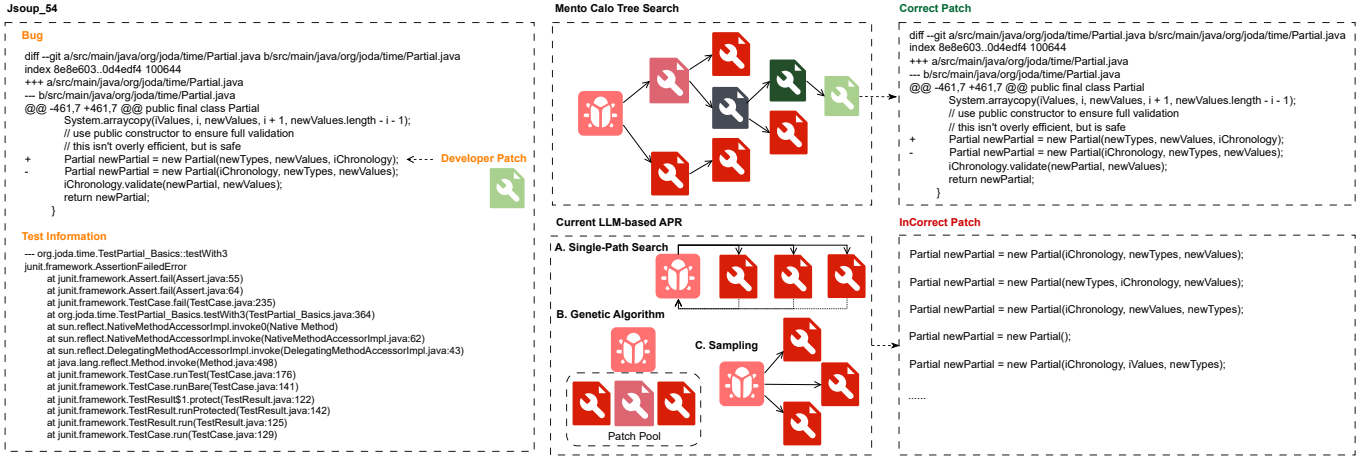 Jsoup_54
Bug
diff --git a/src/main/java/org/joda/time/Partial.java b/src/main/java/org/joda/time/Partial.java
index 8e8e603..0d4edf4 100644
+++ a/src/main/java/org/joda/time/Partial.java
--- b/src/main/java/org/joda/time/Partial.java
@@ -461,7 +461,7 @@ public final class Partial
System.arraycopy(iValues, i, newValues, i + 1, newValues.length - i - 1);
// use public constructor to ensure full validation
// this isn't overly efficient, but is safe
+ Partial newPartial = new Partial(newTypes, newValues, iChronology);
- Partial newPartial = new Partial(iChronology, newTypes, newValues);
iChronology.validate(newPartial, newValues);
return newPartial;
}
Developer Patch
Test Information
--- org.joda.time.TestPartial_Basics::testWith3
junit.framework.AssertionFailedError
at junit.framework.Assert.fail(Assert.java:55)
at junit.framework.Assert.fail(Assert.java:64)
at junit.framework.TestCase.fail(TestCase.java:235)
at org.joda.time.TestPartial_Basics.testWith3(TestPartial_Basics.java:364)
at sun.reflect.NativeMethodAccessorImpl.invoke0(Native Method)
at sun.reflect.NativeMethodAccessorImpl.invoke(NativeMethodAccessorImpl.java:62)
at sun.reflect.DelegatingMethodAccessorImpl.invoke(DelegatingMethodAccessorImpl.java:43)
at java.lang.reflect.Method.invoke(Method.java:498)
at junit.framework.TestCase.runTest(TestCase.java:176)
at junit.framework.TestCase.runBare(TestCase.java:141)
at junit.framework.TestResult$1.protect(TestResult.java:122)
at junit.framework.TestResult.runProtected(TestResult.java:142)
at junit.framework.TestResult.run(TestResult.java:125)
at junit.framework.TestCase.run(TestCase.java:129)
Mento Calo Tree Search
Current LLM-based APR
A. Single-Path Search
B. Genetic Algorithm
C. Sampling
Patch Pool
Correct Patch
diff --git a/src/main/java/org/joda/time/Partial.java b/src/main/java/org/joda/time/Partial.java
index 8e8e603..0d4edf4 100644
+++ a/src/main/java/org/joda/time/Partial.java
--- b/src/main/java/org/joda/time/Partial.java
@@ -461,7 +461,7 @@ public final class Partial
System.arraycopy(iValues, i, newValues, i + 1, newValues.length - i - 1);
// use public constructor to ensure full validation
// this isn't overly efficient, but is safe
+ Partial newPartial = new Partial(newTypes, newValues, iChronology);
- Partial newPartial = new Partial(iChronology, newTypes, newValues);
iChronology.validate(newPartial, newValues);
return newPartial;
}
InCorrect Patch
Partial newPartial = new Partial(iChronology, newTypes, newValues);
Partial newPartial = new Partial(newTypes, iChronology, newValues);
Partial newPartial = new Partial(iChronology, newValues, newTypes);
Partial newPartial = new Partial();
Partial newPartial = new Partial(iChronology, iValues, newTypes);
......